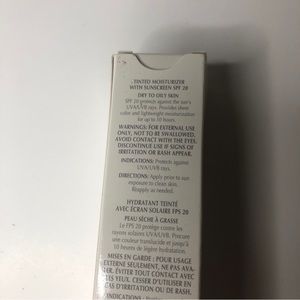 TINTED MOISTURIZER
WITH SUNSCREEN SPF 20
DRY TO OILY SKIN
SPF 20 protects against the sun's
UVA/UVB rays. Provides sheer
color and lightweight moisturization
for up to 10 hours.
WARNINGS: FOR EXTERNAL USE
ONLY, NOT TO BE SWALLOWED.
AVOID CONTACT WITH THE EYES.
DISCONTINUE USE IF SIGNS OF
IRRITATION OR RASH APPEAR.
INDICATIONS: Protects against
UVA/UVB rays.
DIRECTIONS: Apply prior to sun
exposure to clean skin.
Reapply as needed.
HYDRATANT TEINTÉ
AVEC ÉCRAN SOLAIRE FPS 20
PEAU SÈCHE À GRASSE
Le FPS 20 protège contre les
rayons solaires UVA/UVB. Procure
une couleur translucide et jusqu'à
10 heures de légère hydratation.
MISES EN GARDE : POUR USAGE
EXTERNE SEULEMENT, NE PAS AVA-
LER. ÉVITER TOUT CONTACT AVEC
LES YEUX. CESSER D'UTILISER EN
CAS D'IRRITATION OU DE RASH.